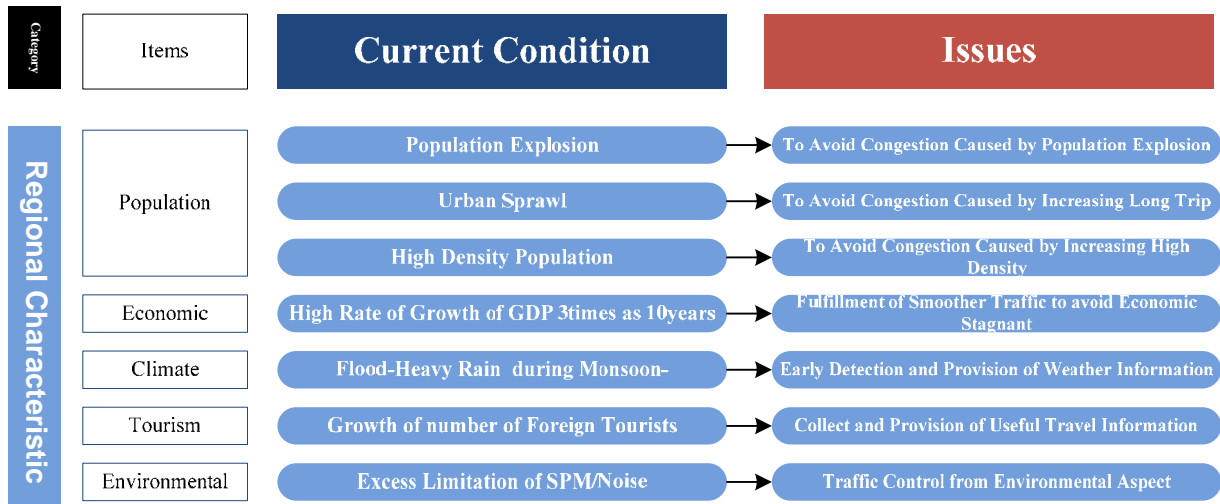 Category
Items
Current Condition
Issues
Regional Characteristic
Population
Population Explosion
To Avoid Congestion Caused by Population Explosion
Urban Sprawl
To Avoid Congestion Caused by Increasing Long Trip
High Density Population
To Avoid Congestion Caused by Increasing High
Density
Economic
High Rate of Growth of GDP 3times as 10years
Fulfillment of Smoother Traffic to avoid Economic
Stagnant
Climate
Flood-Heavy Rain during Monsoon-
Early Detection and Provision of Weather Information
Tourism
Growth of number of Foreign Tourists
Collect and Provision of Useful Travel Information
Environmental
Excess Limitation of SPM/Noise
Traffic Control from Environmental Aspect